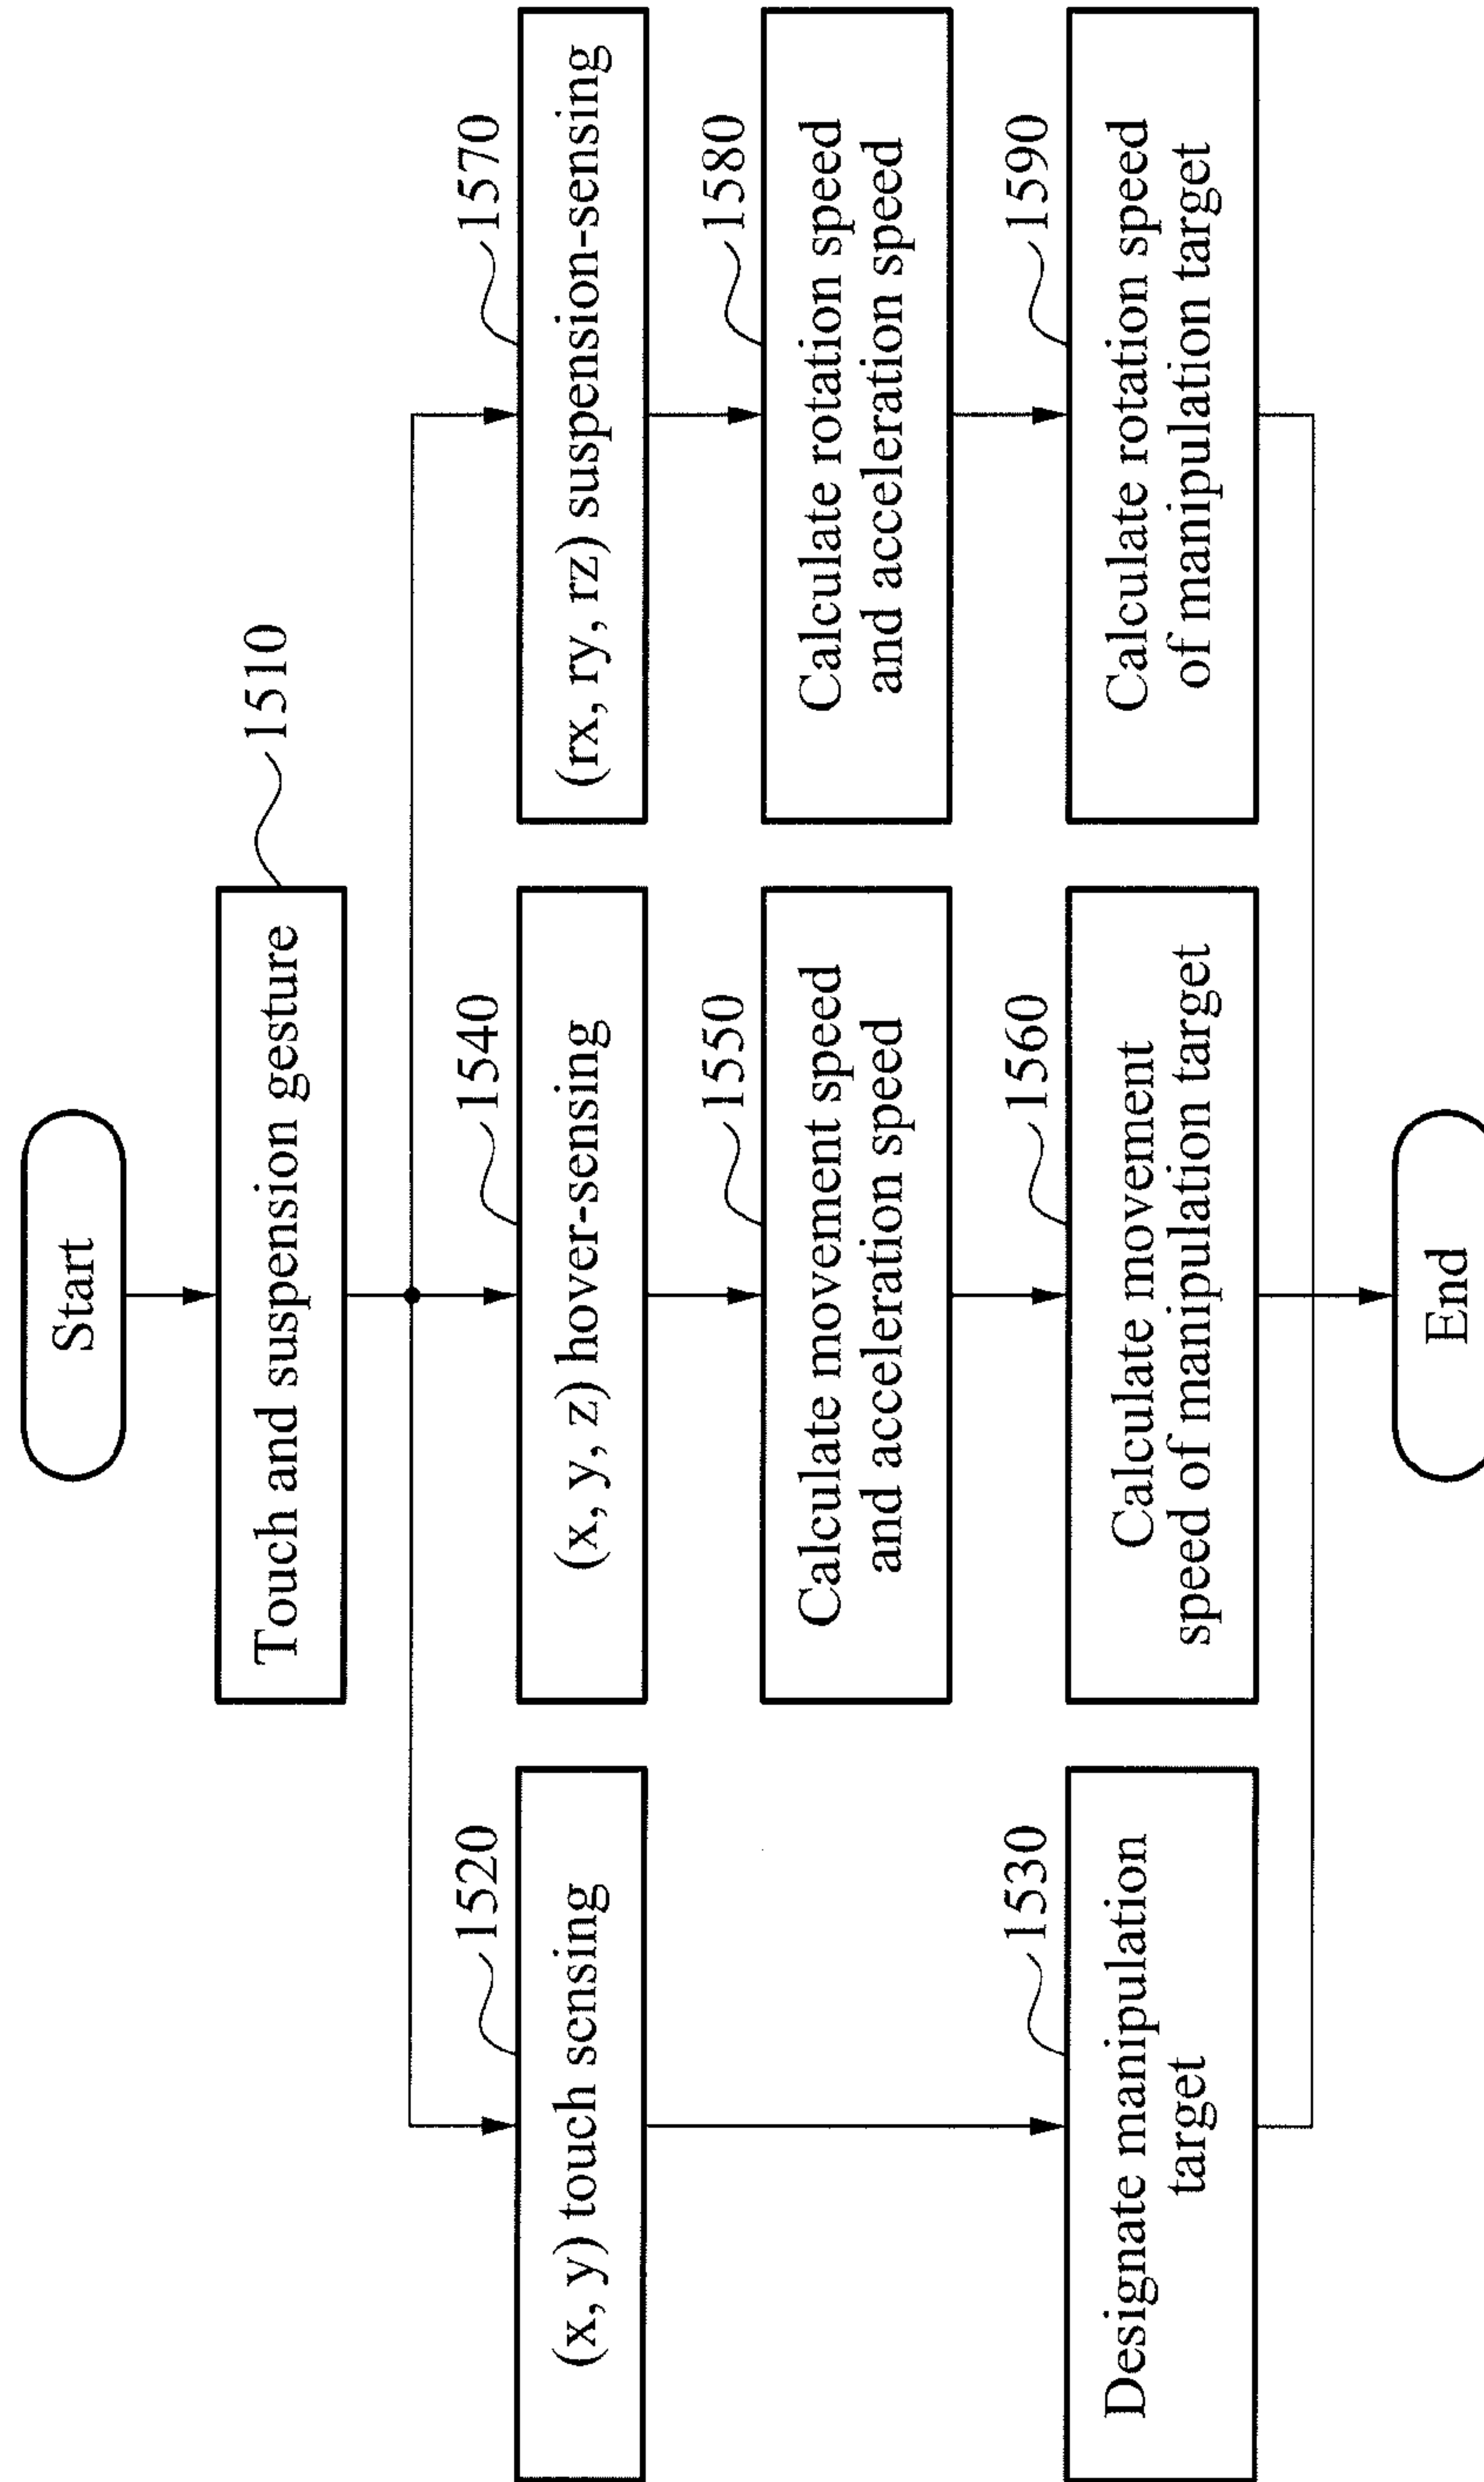 Start
Touch and suspension gesture
1510
(x, y) touch sensing
1520
Designate manipulation
target
1530
(x, y, z) hover-sensing
1540
Calculate movement speed
and acceleration speed
1550
Calculate movement
speed of manipulation target
1560
(rx, ry, rz) suspension-sensing
1570
Calculate rotation speed
and acceleration speed
1580
Calculate rotation speed
of manipulation target
1590
End